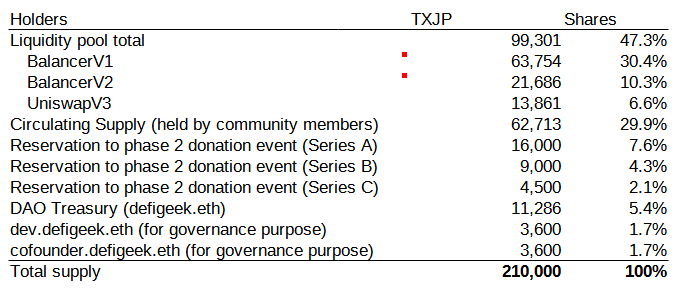 Holders TXJP Shares
Liquidity pool total 99,301 47.3%
BalancerV1 63,754 30.4%
BalancerV2 21,686 10.3%
UniswapV3 13,861 6.6%
Circulating Supply (held by community members) 62,713 29.9%
Reservation to phase 2 donation event (Series A) 16,000 7.6%
Reservation to phase 2 donation event (Series B) 9,000 4.3%
Reservation to phase 2 donation event (Series C) 4,500 2.1%
DAO Treasury (defigeek.eth) 11,286 5.4%
dev.defigeek.eth (for governance purpose) 3,600 1.7%
cofounder.defigeek.eth (for governance purpose) 3,600 1.7%
Total supply 210,000 100%